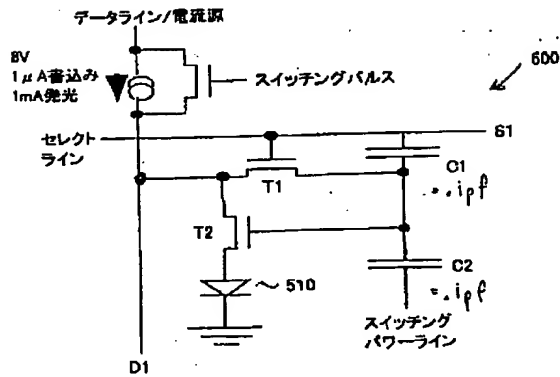 データライン/電流源
8V
1μA書込み
1mA発光
スイッチングパルス
600
セレクト
ライン
S1
T1
C1
=.1pf
T2
C2
=.1pf
510
スイッチング
パワーライン
D1